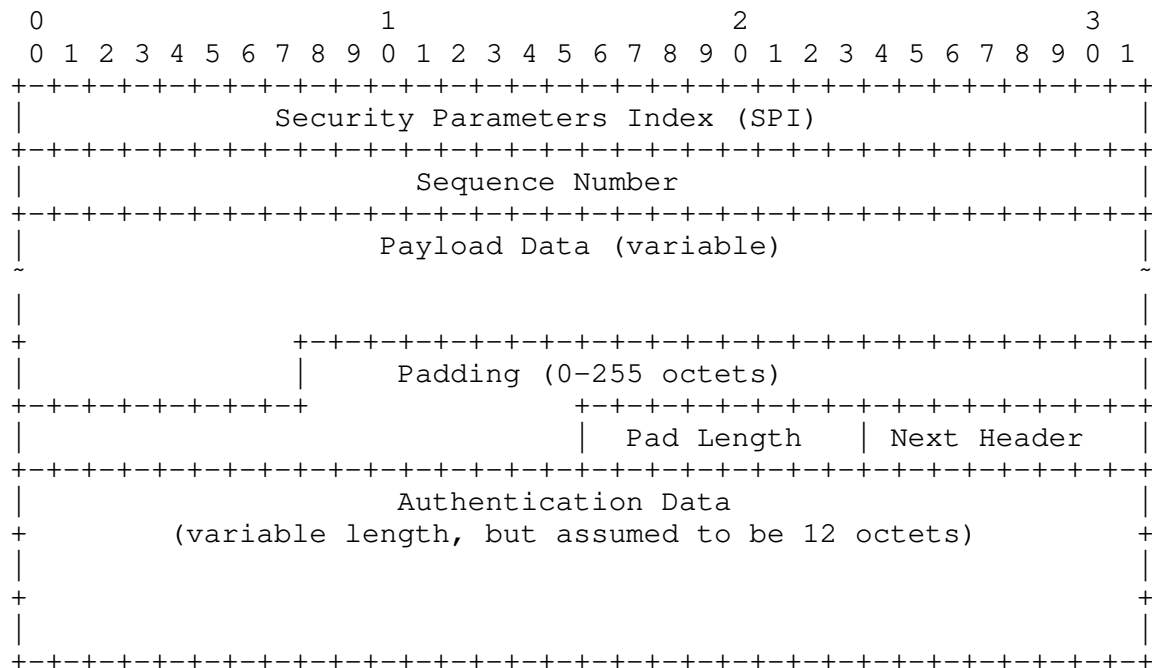 0 1 2 3
0 1 2 3 4 5 6 7 8 9 0 1 2 3 4 5 6 7 8 9 0 1 2 3 4 5 6 7 8 9 0 1
+-+-+-+-+-+-+-+-+-+-+-+-+-+-+-+-+-+-+-+-+-+-+-+-+-+-+-+-+-+-+-+-+
| Security Parameters Index (SPI) |
+-+-+-+-+-+-+-+-+-+-+-+-+-+-+-+-+-+-+-+-+-+-+-+-+-+-+-+-+-+-+-+-+
| Sequence Number |
+-+-+-+-+-+-+-+-+-+-+-+-+-+-+-+-+-+-+-+-+-+-+-+-+-+-+-+-+-+-+-+-+
| Payload Data (variable) |
~ ~
| |
+ +-+-+-+-+-+-+-+-+-+-+-+-+-+-+-+-+-+-+-+-+-+-+-+-+
| | Padding (0-255 octets) |
+-+-+-+-+-+-+-+-+ +-+-+-+-+-+-+-+-+-+-+-+-+-+-+-+-+
| | Pad Length | Next Header |
+-+-+-+-+-+-+-+-+-+-+-+-+-+-+-+-+-+-+-+-+-+-+-+-+-+-+-+-+-+-+-+-+
| Authentication Data |
+ (variable length, but assumed to be 12 octets) +
| |
+ +
| |
+-+-+-+-+-+-+-+-+-+-+-+-+-+-+-+-+-+-+-+-+-+-+-+-+-+-+-+-+-+-+-+-+